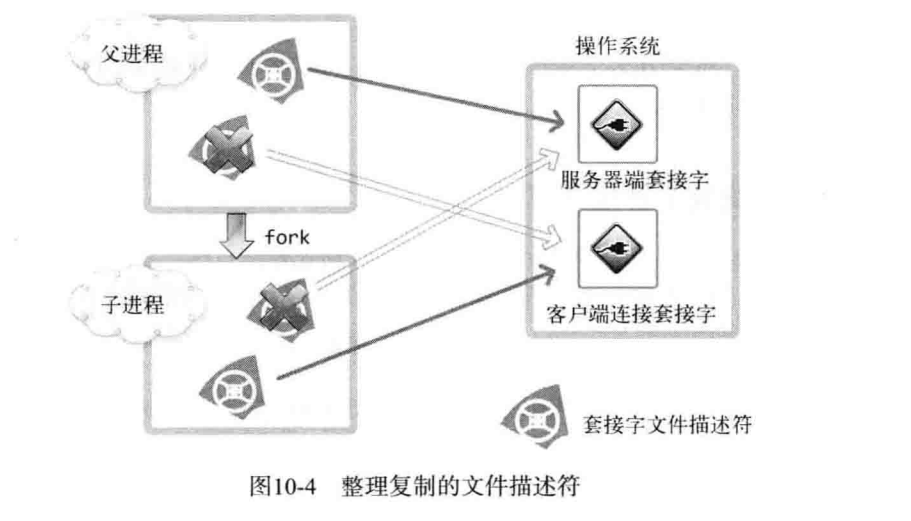 父进程
操作系统
服务器端套接字
fork
子进程
客户端连接套接字
套接字文件描述符
图10-4 整理复制的文件描述符